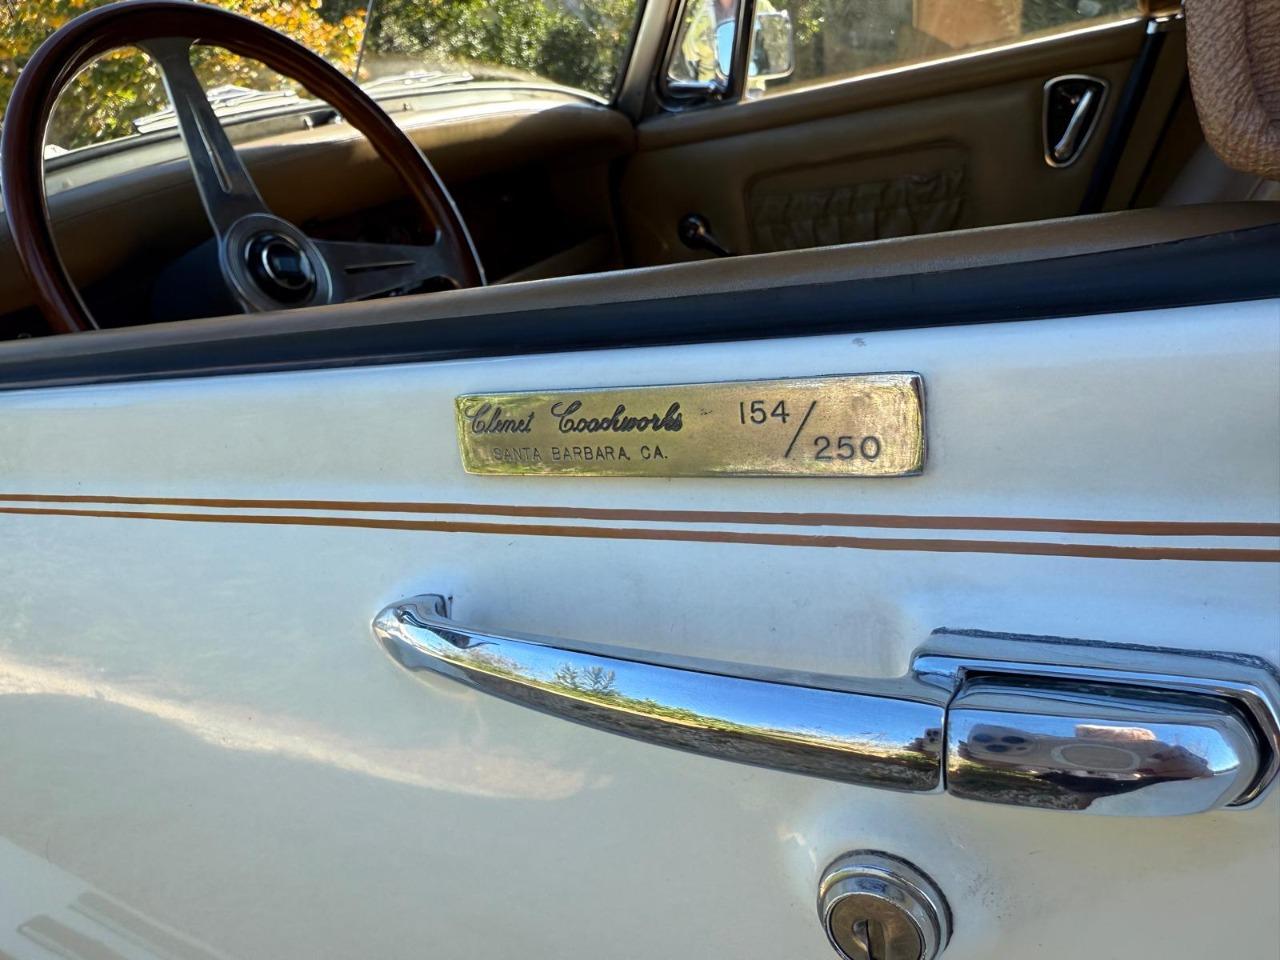 Clenet Coachworks 154/250
SANTA BARBARA, CA.